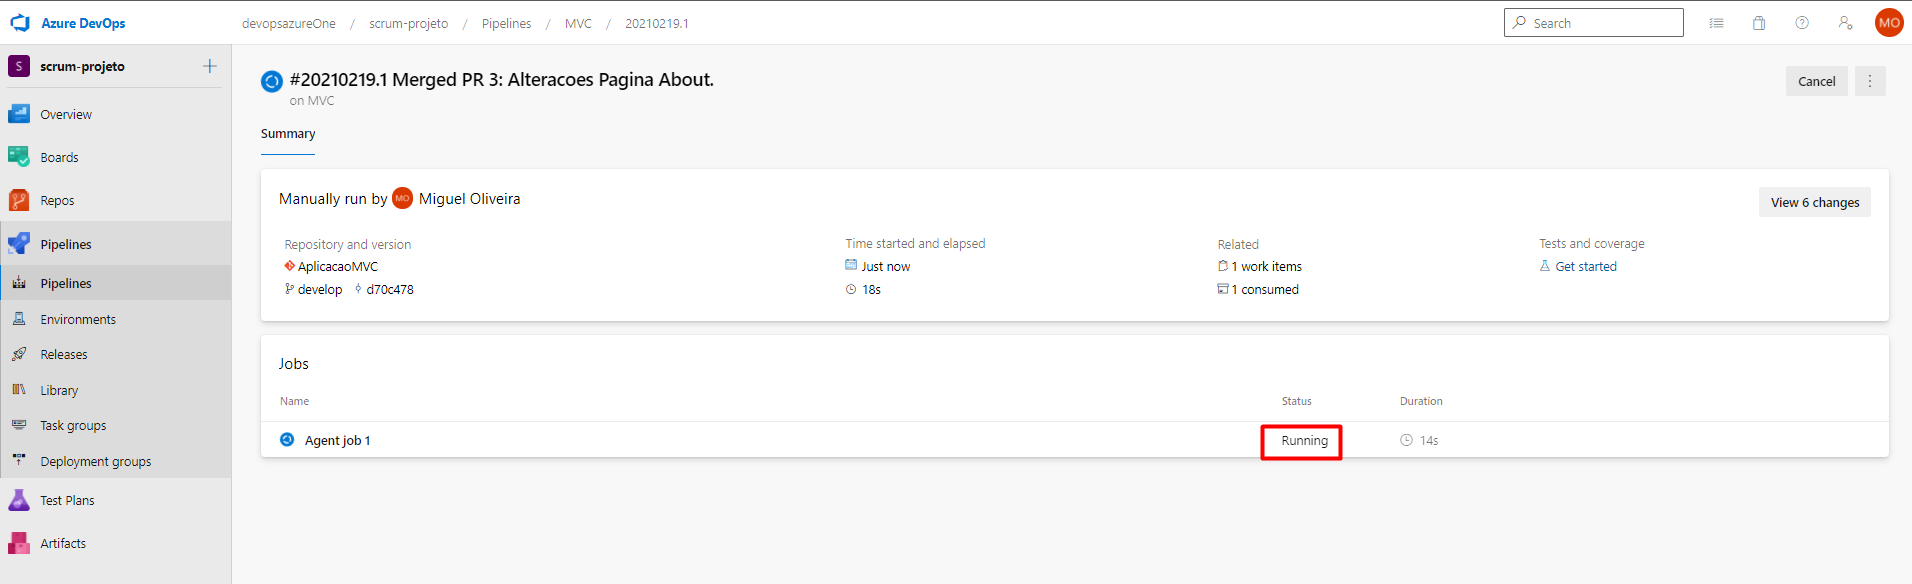 Azure DevOps
devopsazureOne / scrum-projeto / Pipelines / MVC / 20210219.1
Search
MO
S scrum-projeto
Overview
Boards
Repos
Pipelines
Pipelines
Environments
Releases
Library
Task groups
Deployment groups
Test Plans
Artifacts
#20210219.1 Merged PR 3: Alteracoes Pagina About.
on MVC
Cancel
Summary
Manually run by MO Miguel Oliveira
View 6 changes
Repository and version
AplicacaoMVC
develop d70c478
Time started and elapsed
Just now
18s
Related
1 work items
1 consumed
Tests and coverage
Get started
Jobs
Name Status Duration
Agent job 1 Running 14s